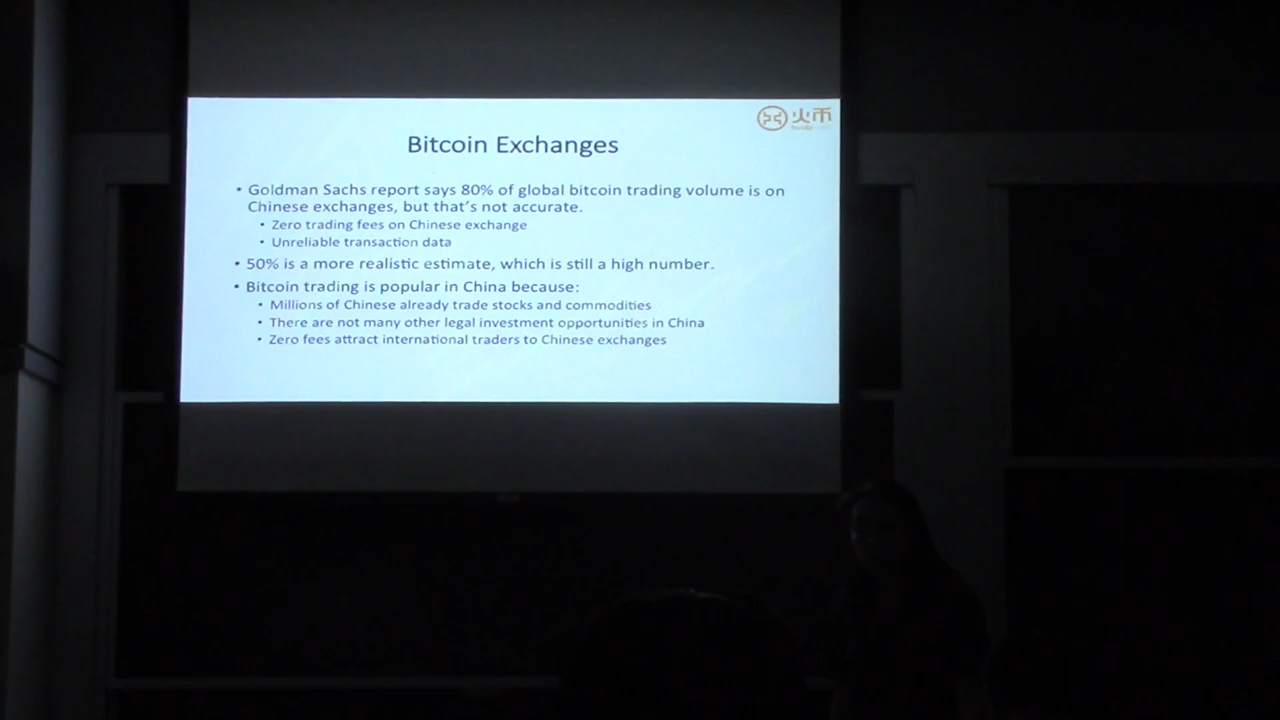 火币
Bitcoin Exchanges
• Goldman Sachs report says 80% of global bitcoin trading volume is on
Chinese exchanges, but that's not accurate.
• Zero trading fees on Chinese exchange
• Unreliable transaction data
• 50% is a more realistic estimate, which is still a high number.
• Bitcoin trading is popular in China because:
• Millions of Chinese already trade stocks and commodities
• There are not many other legal investment opportunities in China
• Zero fees attract international traders to Chinese exchanges